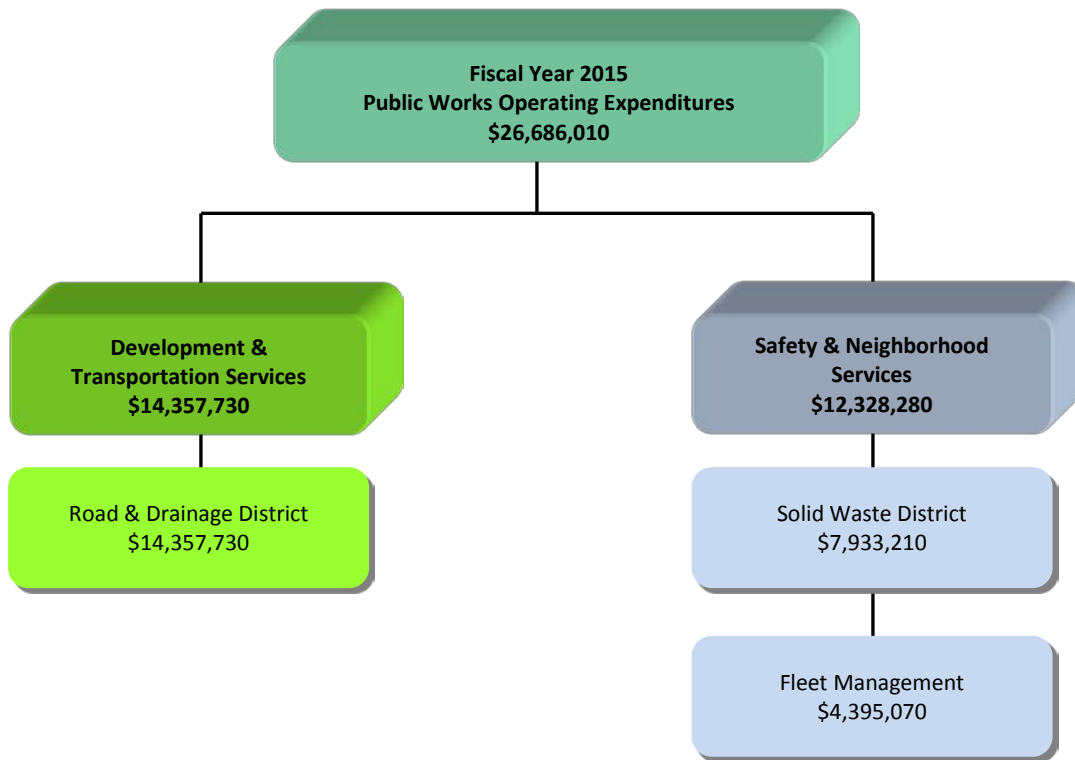 Fiscal Year 2015
Public Works Operating Expenditures
$26,686,010
Development &
Transportation Services
$14,357,730
Safety & Neighborhood
Services
$12,328,280
Road & Drainage District
$14,357,730
Solid Waste District
$7,933,210
Fleet Management
$4,395,070